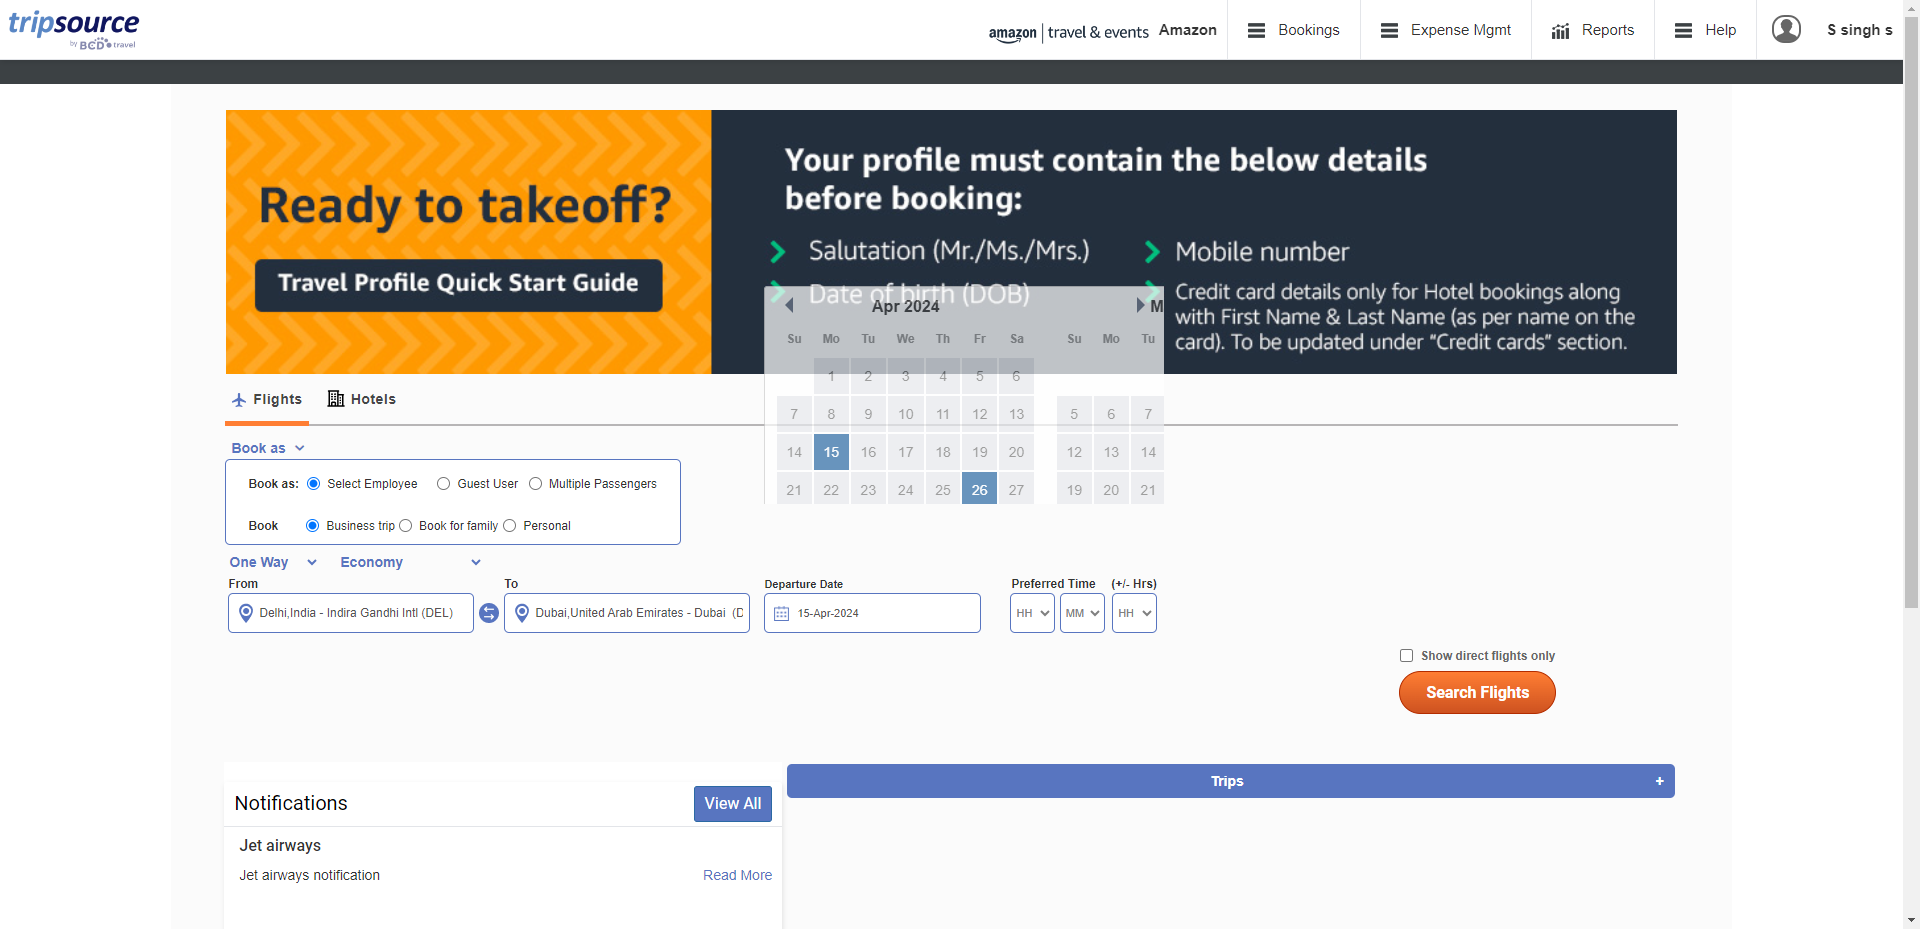 tripsource
by BCD travel
amazon | travel & events Amazon
Bookings
Expense Mgmt
Reports
Help
S singh s
Ready to takeoff?
Travel Profile Quick Start Guide
Your profile must contain the below details
before booking:
Salutation (Mr./Ms./Mrs.)
Date of birth (DOB)
Mobile number
Credit card details only for Hotel bookings along
with First Name & Last Name (as per name on the
card). To be updated under “Credit cards” section.
Apr 2024 M
Su Mo Tu We Th Fr Sa Su Mo Tu
1 2 3 4 5 6
7 8 9 10 11 12 13 5 6 7
14 15 16 17 18 19 20 12 13 14
21 22 23 24 25 26 27 19 20 21
Flights Hotels
Book as
Book as: Select Employee Guest User Multiple Passengers
Book Business trip Book for family Personal
One Way Economy
From To Departure Date Preferred Time (+/- Hrs)
Delhi,India - Indira Gandhi Intl (DEL) Dubai,United Arab Emirates - Dubai (D 15-Apr-2024 HH MM HH
Show direct flights only
Search Flights
Trips +
Notifications View All
Jet airways
Jet airways notification Read More